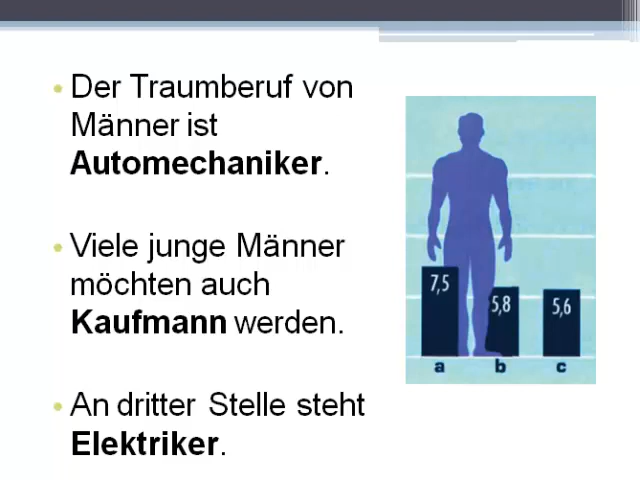 Der Traumberuf von
Männer ist
Automechaniker.
Viele junge Männer
möchten auch
Kaufmann werden.
An dritter Stelle steht
Elektriker.
7,5
5,8
5,6
a
b
c